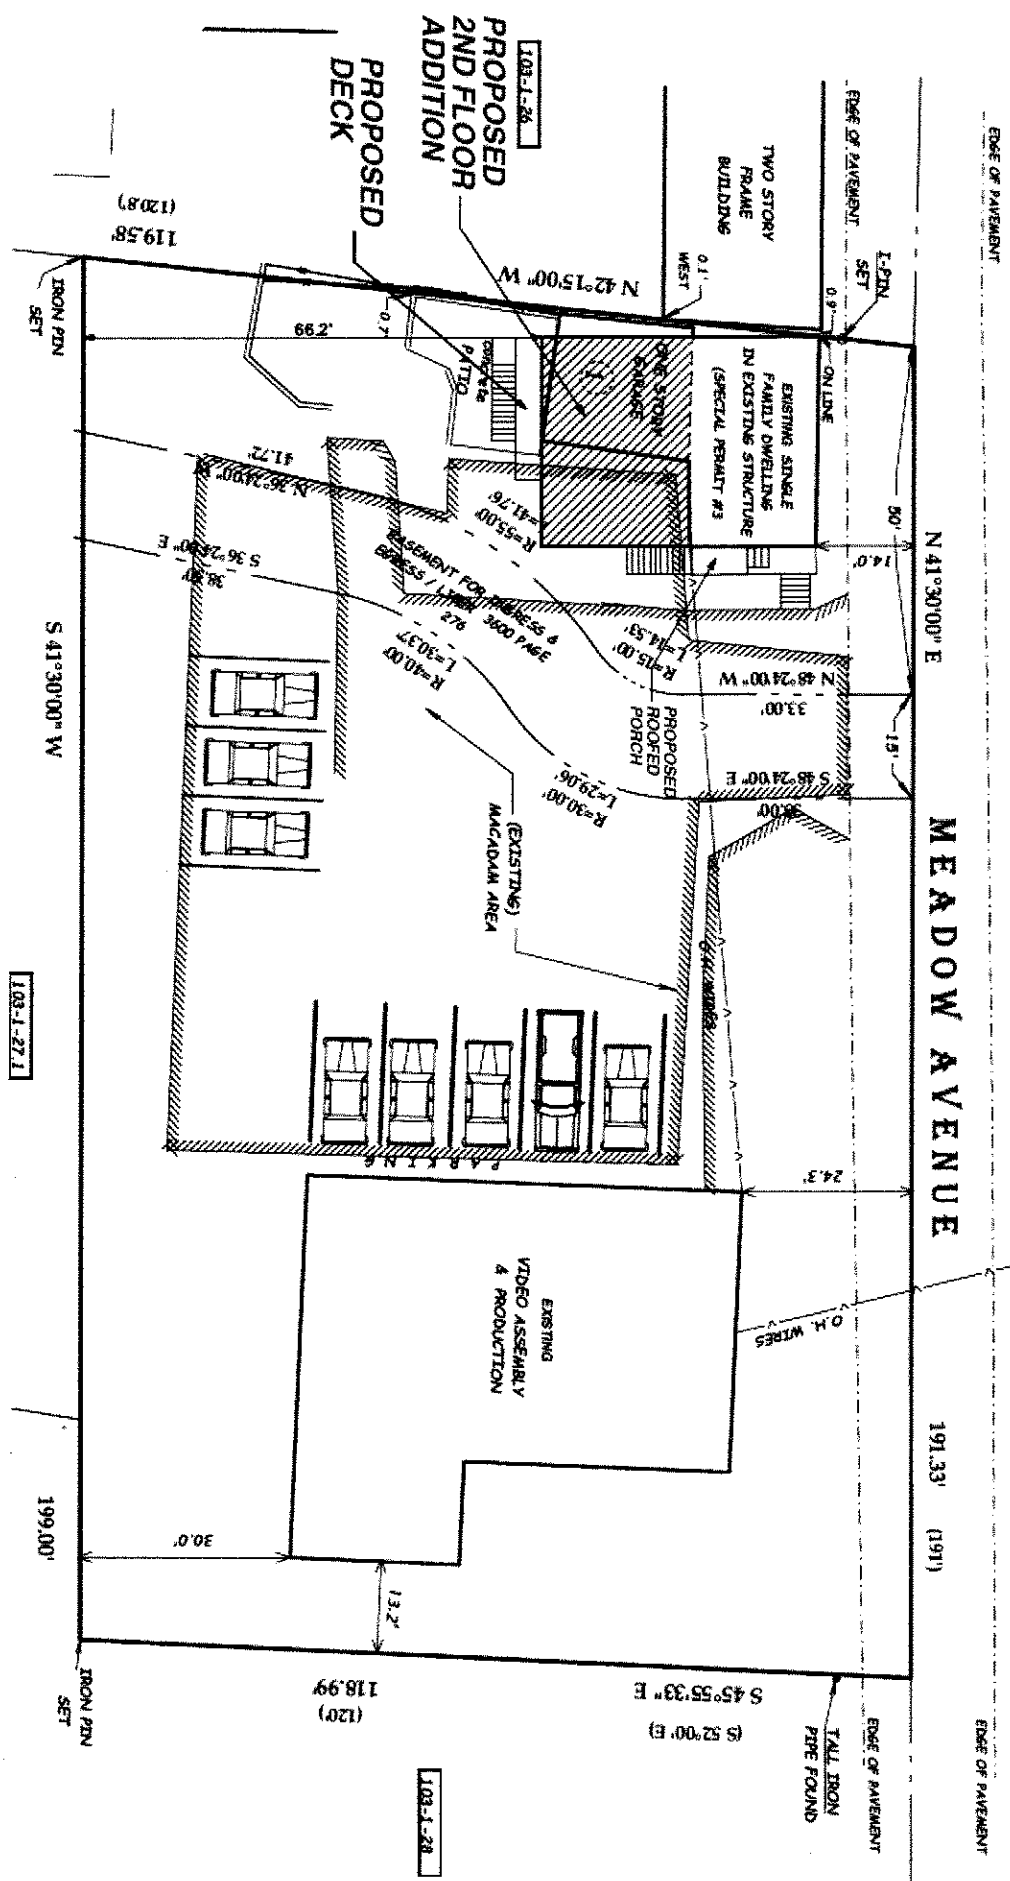 EDGE OF PAVEMENT
EDGE OF PAVEMENT
I-PIN
SET
N 41°30'00" E
MEADOW AVENUE
191.33'
(191')
EDGE OF PAVEMENT
EDGE OF PAVEMENT
TALL IRON
PIPE FOUND
50'
15'
14.0'
0.9'
ON LINE
0.1'
WEST
TWO STORY
FRAME
BUILDING
103-1-26
PROPOSED
2ND FLOOR
ADDITION
PROPOSED
DECK
EXISTING SINGLE
FAMILY DWELLING
IN EXISTING STRUCTURE
(SPECIAL PERMIT #3
ONE STORY
GARAGE
N 42°15'00" W
119.58'
(120.8')
66.2'
0.7'
CONCRETE
PATIO
IRON PIN
SET
N 36°24'00" W
41.72'
S 36°24'00" E
R=55.00'
L=41.76'
EASEMENT FOR INGRESS &
EGRESS / LIBER 3600 PAGE
276
R=15.00'
L=14.53'
R=40.00'
L=30.37'
R=30.00'
L=29.06'
N 48°24'00" W
33.00'
S 48°24'00" E
PROPOSED
ROOFED
PORCH
(EXISTING)
MACADAM AREA
24.3'
O.H. WIRES
EXISTING
VIDEO ASSEMBLY
& PRODUCTION
30.0'
13.2'
S 45°55'33" E
(S 52°00' E)
118.99'
(120')
S 41°30'00" W
199.00'
IRON PIN
SET
103-1-27.1
103-1-28